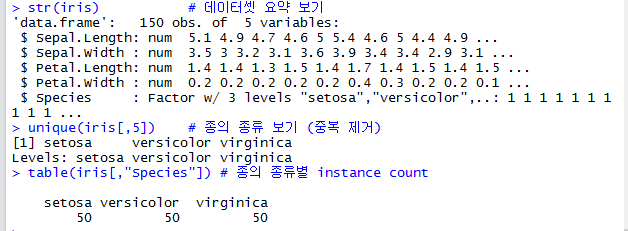 > str(iris)         # 데이터셋 요약 보기
'data.frame':   150 obs. of  5 variables:
 $ Sepal.Length: num  5.1 4.9 4.7 4.6 5 5.4 4.6 5 4.4 4.9 ...
 $ Sepal.Width : num  3.5 3 3.2 3.1 3.6 3.9 3.4 3.4 2.9 3.1 ...
 $ Petal.Length: num  1.4 1.4 1.3 1.5 1.4 1.7 1.4 1.5 1.4 1.5 ...
 $ Petal.Width : num  0.2 0.2 0.2 0.2 0.2 0.4 0.3 0.2 0.2 0.1 ...
 $ Species     : Factor w/ 3 levels "setosa","versicolor",..: 1 1 1 1 1 1 1
1 1 1 ...
> unique(iris[,5])    # 종의 종류 보기 (중복 제거)
[1] setosa     versicolor virginica
Levels: setosa versicolor virginica
> table(iris[,"Species"]) # 종의 종류별 instance count
    setosa versicolor  virginica
        50         50         50